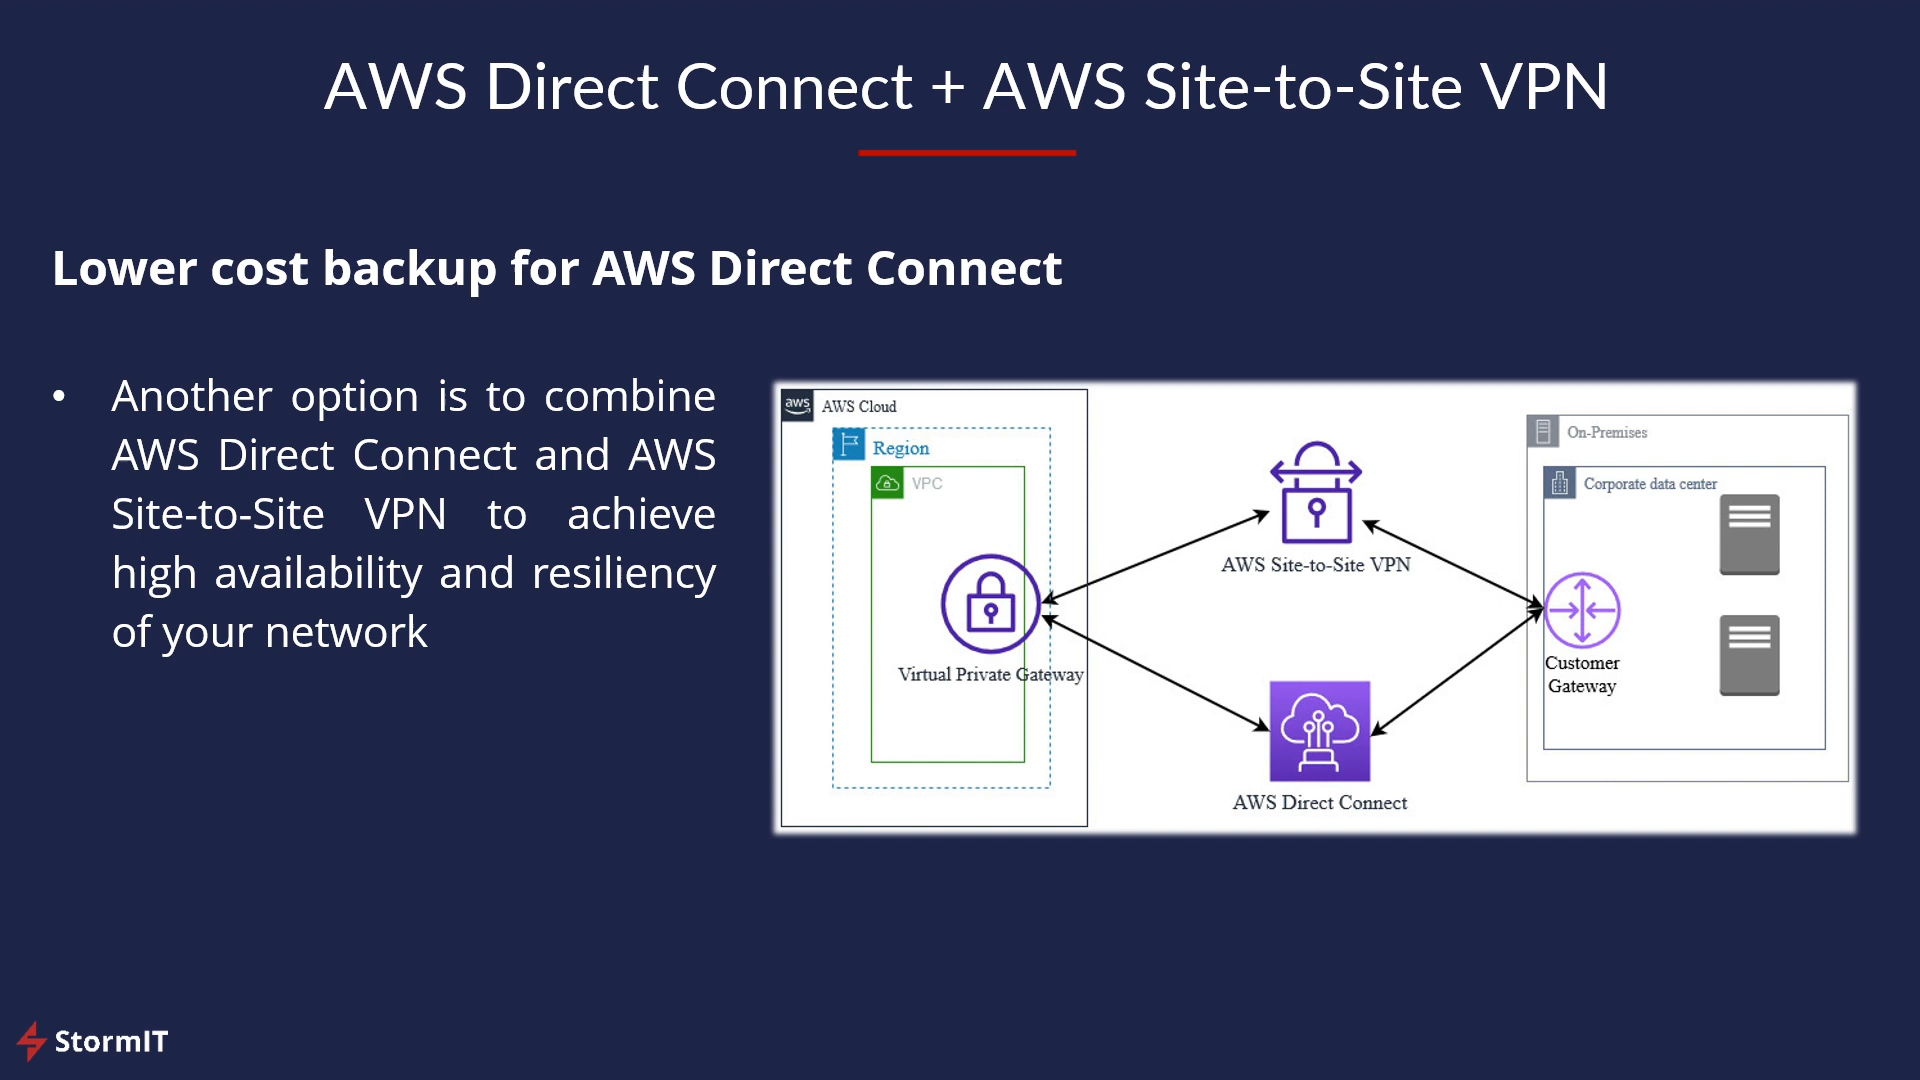 AWS Direct Connect + AWS Site-to-Site VPN
Lower cost backup for AWS Direct Connect
• Another option is to combine
AWS Direct Connect and AWS
Site-to-Site VPN to achieve
high availability and resiliency
of your network
aws AWS Cloud
Region
VPC
Virtual Private Gateway
AWS Site-to-Site VPN
AWS Direct Connect
On-Premises
Corporate data center
Customer
Gateway
StormIT